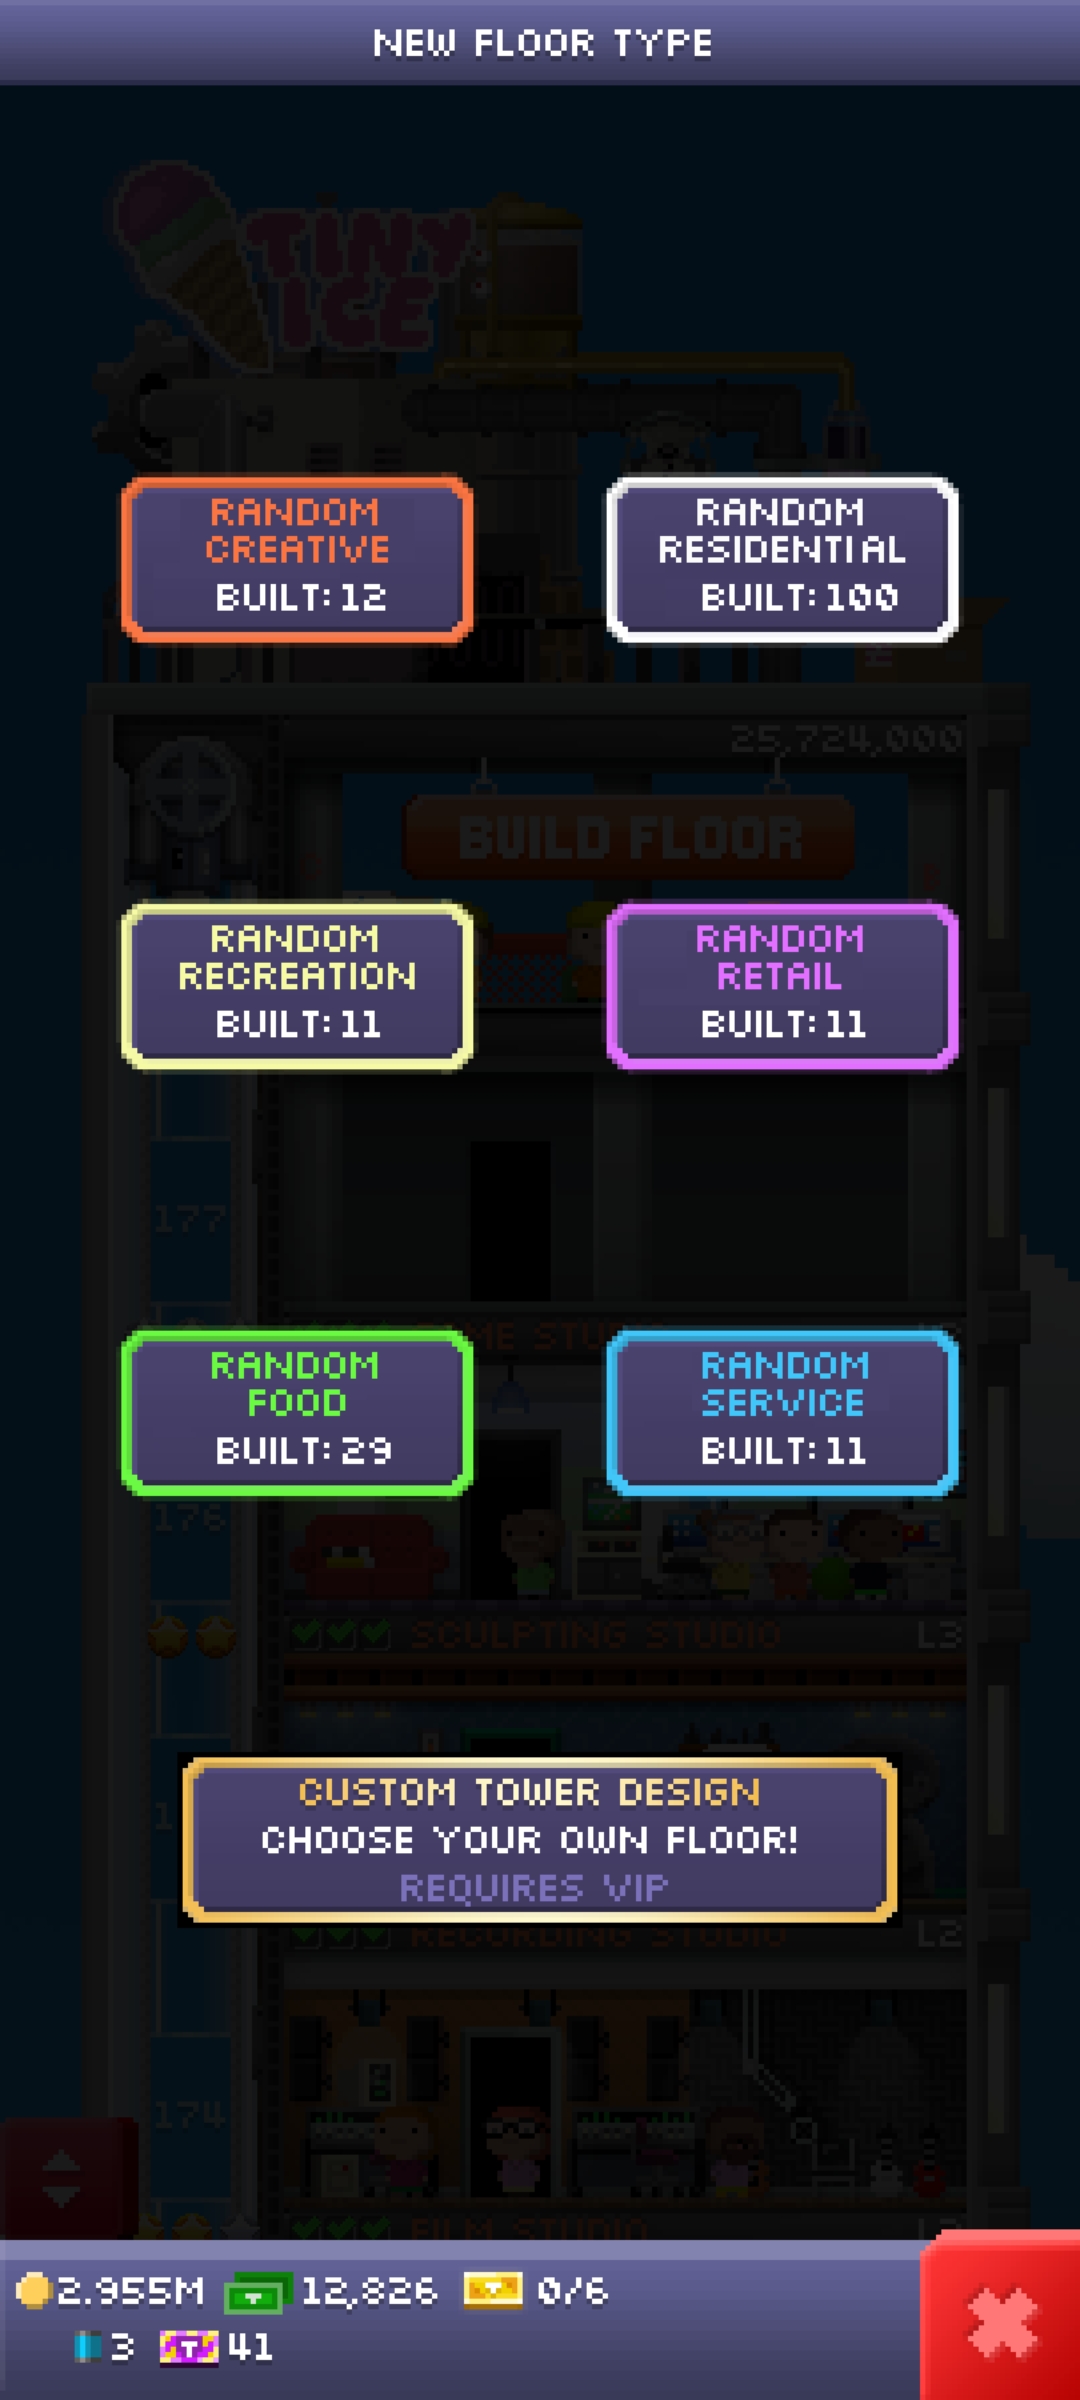 NEW FLOOR TYPE
TINY
ICE
RANDOM
CREATIVE
BUILT: 12
RANDOM
RESIDENTIAL
BUILT: 100
25,724,000
BUILD FLOOR
RANDOM
RECREATION
BUILT: 11
RANDOM
RETAIL
BUILT: 11
177
RANDOM
FOOD
BUILT: 29
RANDOM
SERVICE
BUILT: 11
176
SCULPTING STUDIO L3
CUSTOM TOWER DESIGN
CHOOSE YOUR OWN FLOOR!
REQUIRES VIP
RECORDING STUDIO L2
174
FILM STUDIO
2.955M 12,826 0/6
3 41